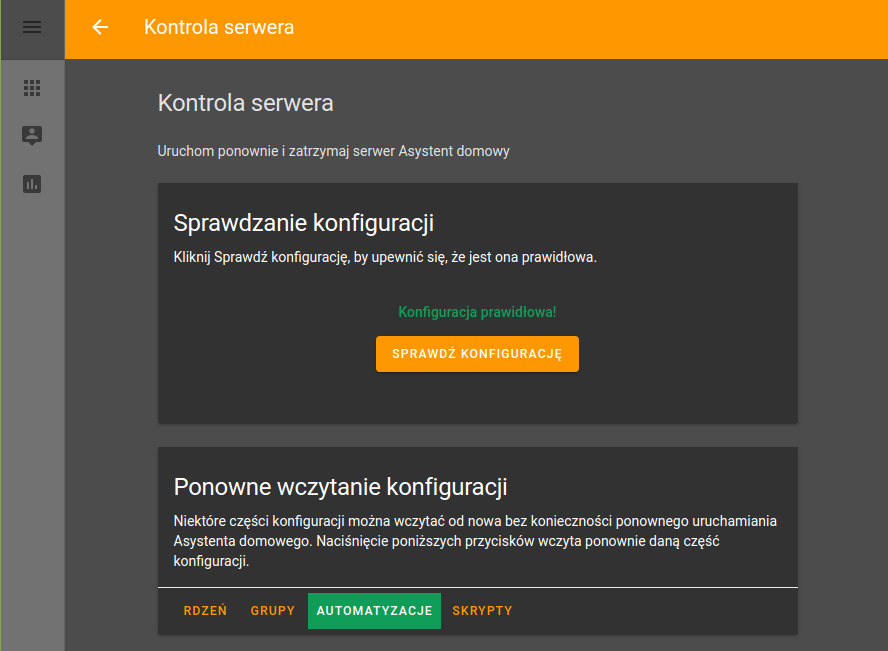 Kontrola serwera
Kontrola serwera
Uruchom ponownie i zatrzymaj serwer Asystent domowy
Sprawdzanie konfiguracji
Kliknij Sprawdź konfigurację, by upewnić się, że jest ona prawidłowa.
Konfiguracja prawidłowa!
SPRAWDŹ KONFIGURACJĘ
Ponowne wczytanie konfiguracji
Niektóre części konfiguracji można wczytać od nowa bez konieczności ponownego uruchamiania
Asystenta domowego. Naciśnięcie poniższych przycisków wczyta ponownie daną część
konfiguracji.
RDZEŃ GRUPY AUTOMATYZACJE SKRYPTY